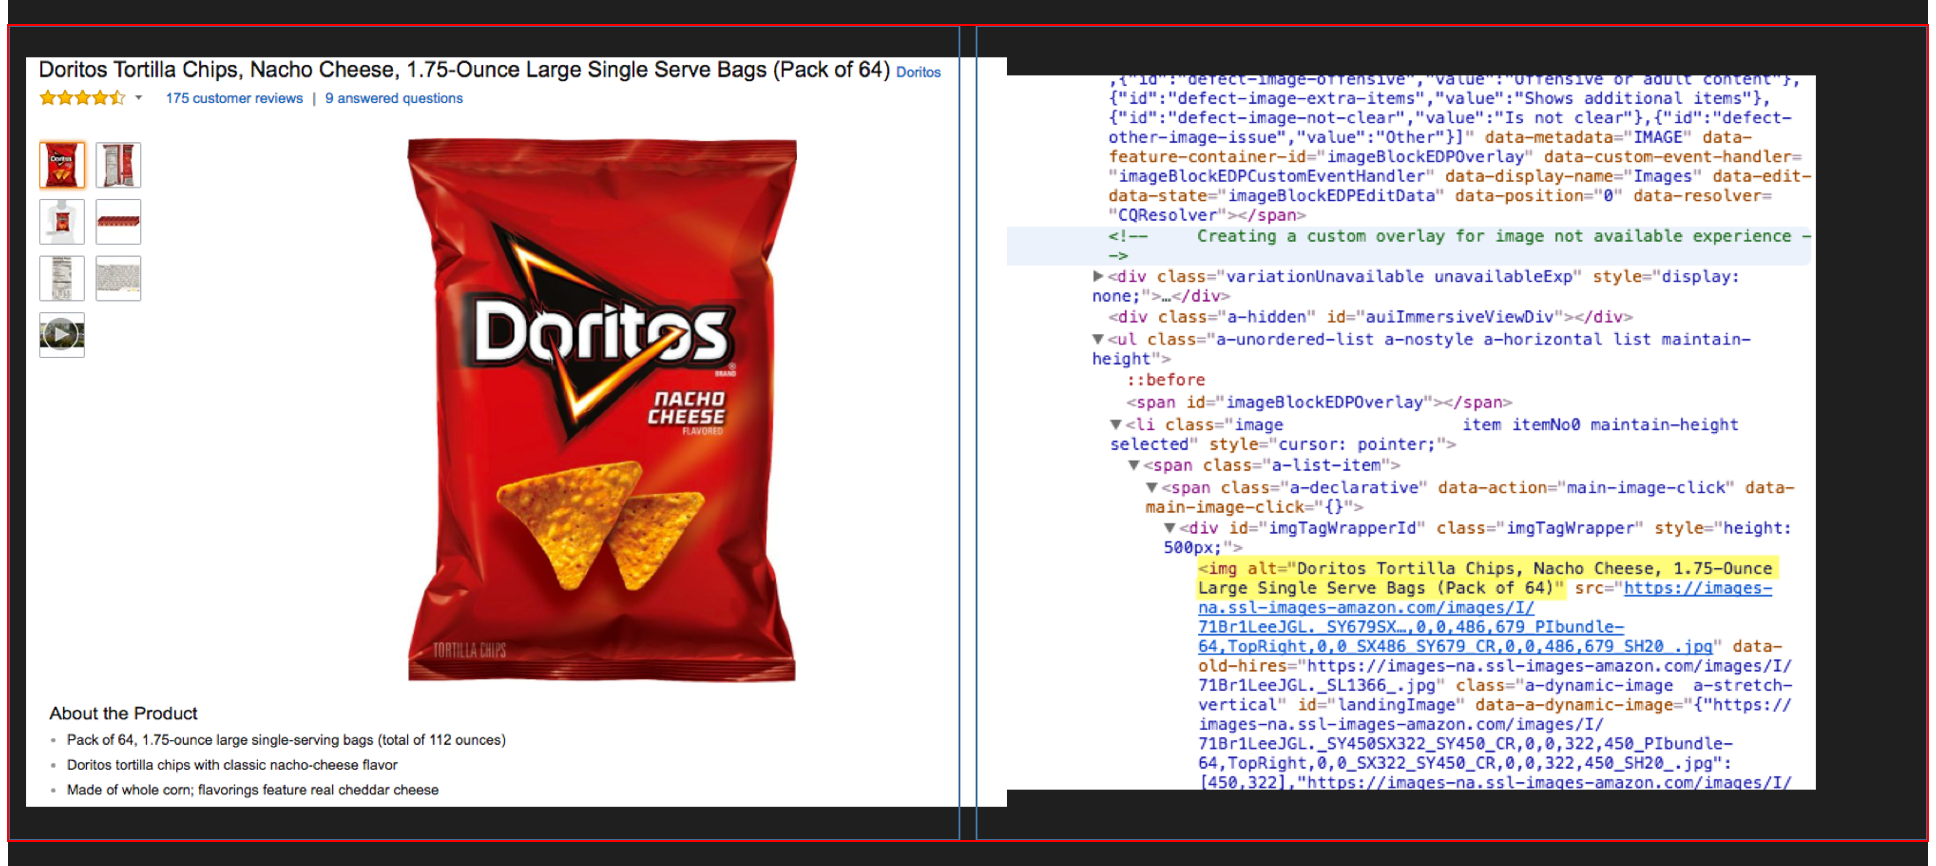 Doritos Tortilla Chips, Nacho Cheese, 1.75-Ounce Large Single Serve Bags (Pack of 64) Doritos
175 customer reviews | 9 answered questions
Doritos
BRAND
NACHO
CHEESE
FLAVORED
TORTILLA CHIPS
About the Product
Pack of 64, 1.75-ounce large single-serving bags (total of 112 ounces)
Doritos tortilla chips with classic nacho-cheese flavor
Made of whole corn; flavorings feature real cheddar cheese
,{"id":"defect-image-offensive","value":"Offensive or adult content"},
{"id":"defect-image-extra-items","value":"Shows additional items"},
{"id":"defect-image-not-clear","value":"Is not clear"},{"id":"defect-
other-image-issue","value":"Other"}]" data-metadata="IMAGE" data-
feature-container-id="imageBlockEDPOverlay" data-custom-event-handler=
"imageBlockEDPCustomEventHandler" data-display-name="Images" data-edit-
data-state="imageBlockEDPEditData" data-position="0" data-resolver=
"CQResolver"></span>
<!-- Creating a custom overlay for image not available experience -
->
<div class="variationUnavailable unavailableExp" style="display:
none;">…</div>
<div class="a-hidden" id="auiImmersiveViewDiv"></div>
<ul class="a-unordered-list a-nostyle a-horizontal list maintain-
height">
::before
<span id="imageBlockEDPOverlay"></span>
<li class="image item itemNo0 maintain-height
selected" style="cursor: pointer;">
<span class="a-list-item">
<span class="a-declarative" data-action="main-image-click" data-
main-image-click="{}">
<div id="imgTagWrapperId" class="imgTagWrapper" style="height:
500px;">
<img alt="Doritos Tortilla Chips, Nacho Cheese, 1.75-Ounce
Large Single Serve Bags (Pack of 64)" src="https://images-
na.ssl-images-amazon.com/images/I/
71Br1LeeJGL._SY679SX…,0,0,486,679_PIbundle-
64,TopRight,0,0_SX486_SY679_CR,0,0,486,679_SH20_.jpg" data-
old-hires="https://images-na.ssl-images-amazon.com/images/I/
71Br1LeeJGL._SL1366_.jpg" class="a-dynamic-image a-stretch-
vertical" id="landingImage" data-a-dynamic-image="{"https://
images-na.ssl-images-amazon.com/images/I/
71Br1LeeJGL._SY450SX322_SY450_CR,0,0,322,450_PIbundle-
64,TopRight,0,0_SX322_SY450_CR,0,0,322,450_SH20_.jpg":
[450,322],"https://images-na.ssl-images-amazon.com/images/I/